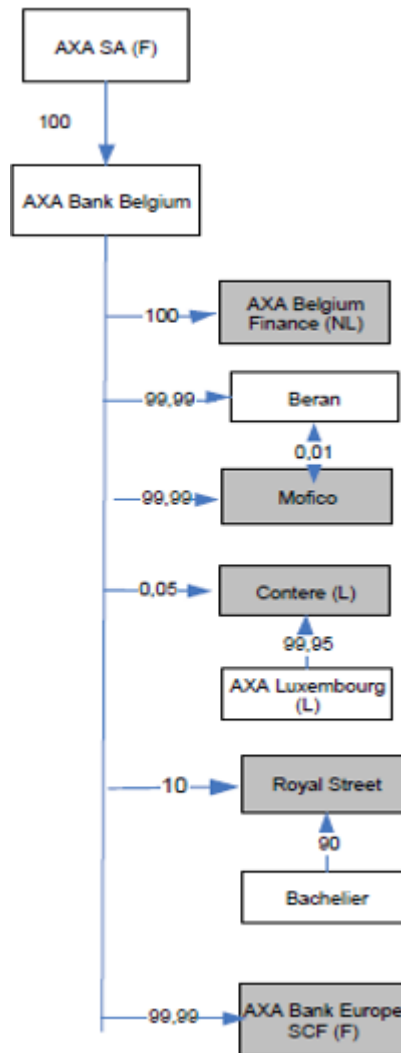 AXA SA (F)
100
AXA Bank Belgium
100
AXA Belgium
Finance (NL)
99,99
Beran
0,01
99,99
Mofico
0,05
Contere (L)
99,95
AXA Luxembourg
(L)
10
Royal Street
90
Bachelier
99,99
AXA Bank Europe
SCF (F)